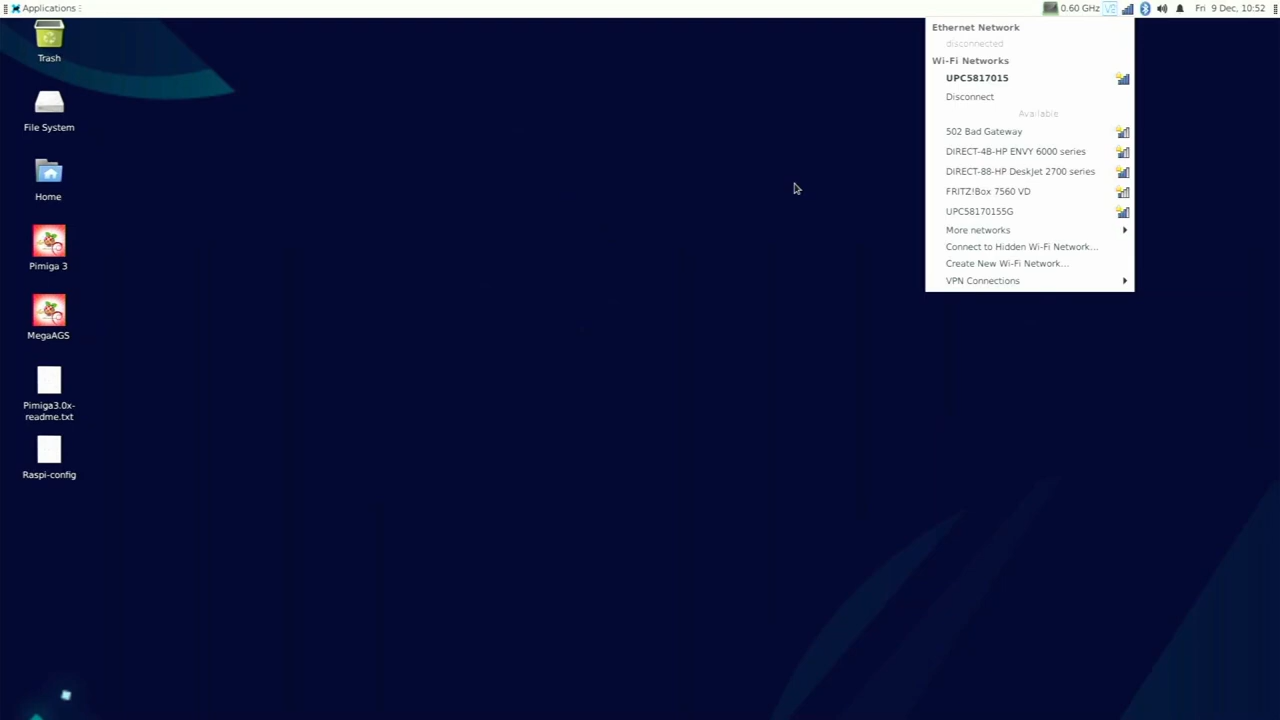 Applications
0.60 GHz
V2
Fri 9 Dec, 10:52
Trash
File System
Home
Pimiga 3
MegaAGS
Pimiga3.0x-
readme.txt
Raspi-config
Ethernet Network
disconnected
Wi-Fi Networks
UPC5817015
Disconnect
Available
502 Bad Gateway
DIRECT-4B-HP ENVY 6000 series
DIRECT-88-HP DeskJet 2700 series
FRITZ!Box 7560 VD
UPC58170155G
More networks
Connect to Hidden Wi-Fi Network...
Create New Wi-Fi Network...
VPN Connections